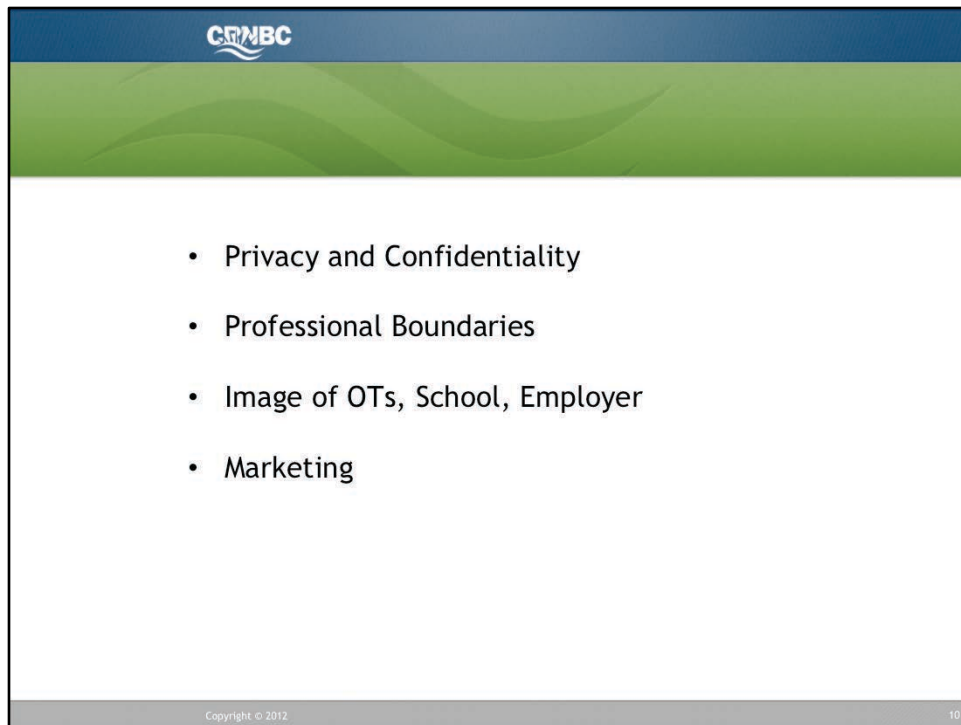 CRNBC
• Privacy and Confidentiality
• Professional Boundaries
• Image of OTs, School, Employer
• Marketing
Copyright © 2012
10